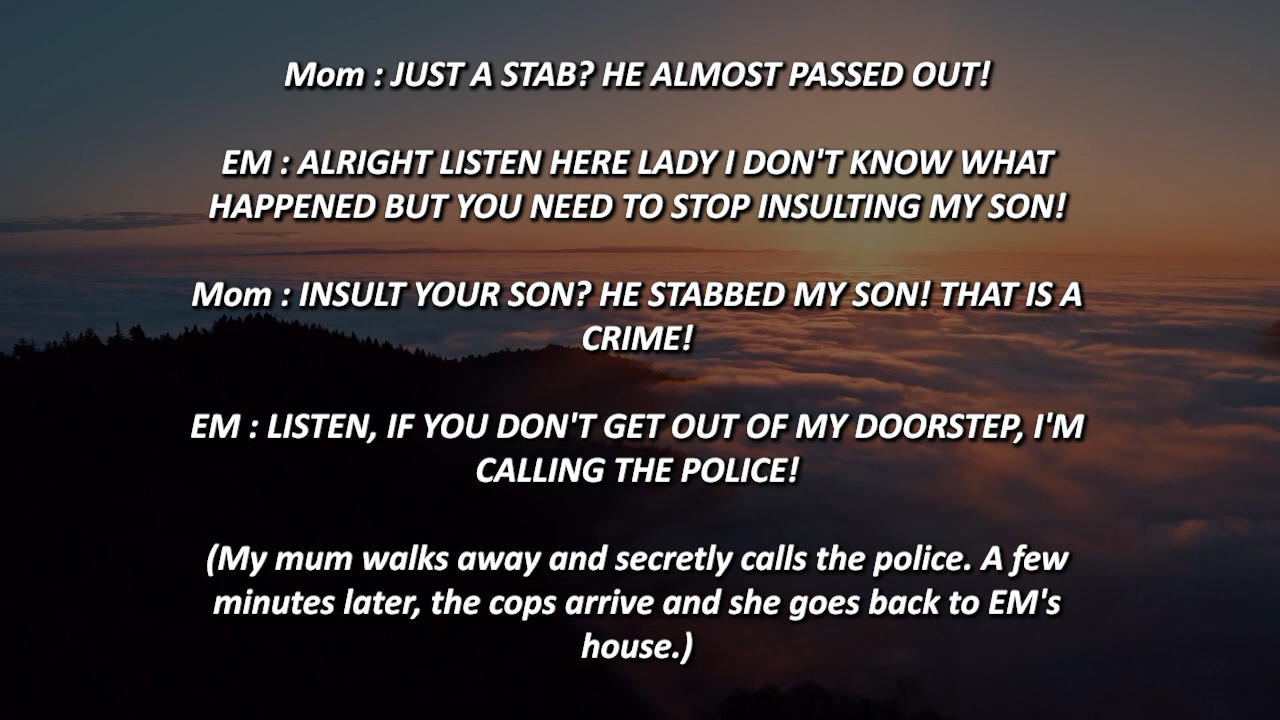 Mom : JUST A STAB? HE ALMOST PASSED OUT!
EM : ALRIGHT LISTEN HERE LADY I DON'T KNOW WHAT
HAPPENED BUT YOU NEED TO STOP INSULTING MY SON!
Mom : INSULT YOUR SON? HE STABBED MY SON! THAT IS A
CRIME!
EM : LISTEN, IF YOU DON'T GET OUT OF MY DOORSTEP, I'M
CALLING THE POLICE!
(My mum walks away and secretly calls the police. A few
minutes later, the cops arrive and she goes back to EM's
house.)